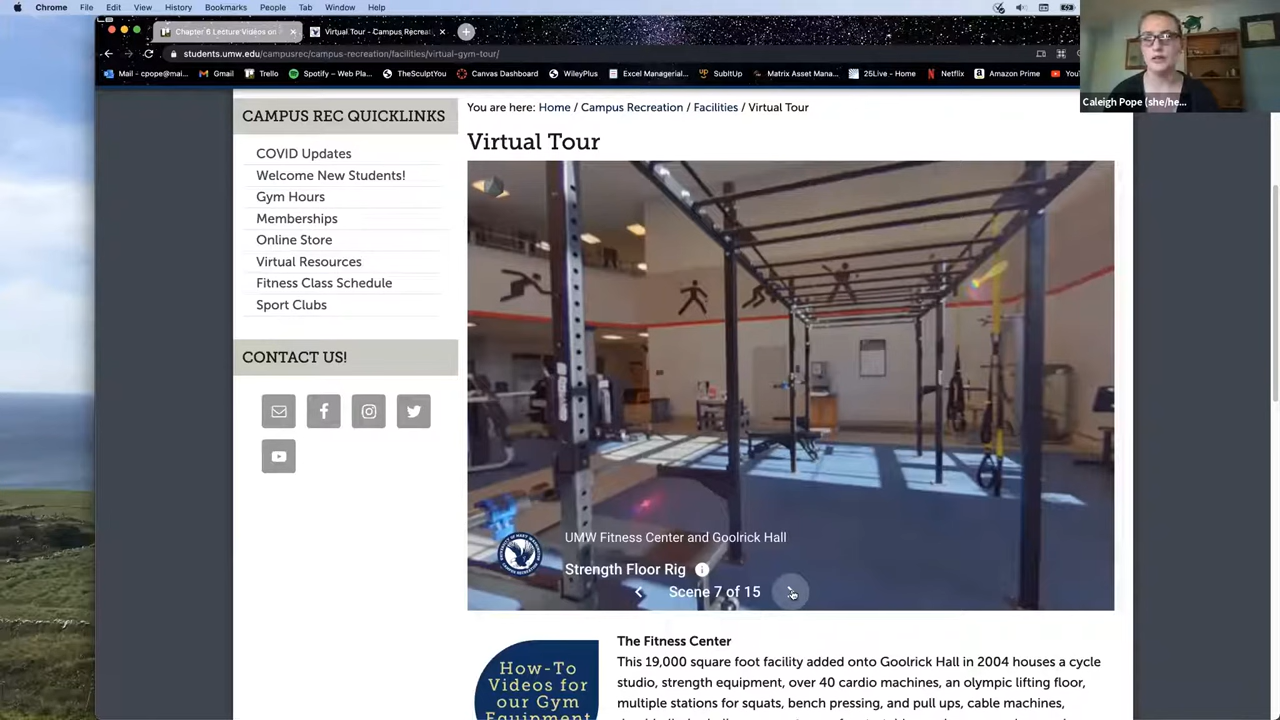 Chrome File Edit View History Bookmarks People Tab Window Help
Chapter 6 Lecture Videos on
Virtual Tour - Campus Recreat
students.umw.edu/campusrec/campus-recreation/facilities/virtual-gym-tour/
Mail - cpope@mai... Gmail Trello Spotify – Web Pla... TheSculptYou Canvas Dashboard WileyPlus Excel Managerial... SubItUp Matrix Asset Mana... 25Live - Home Netflix Amazon Prime
Caleigh Pope (she/he...
CAMPUS REC QUICKLINKS
COVID Updates
Welcome New Students!
Gym Hours
Memberships
Online Store
Virtual Resources
Fitness Class Schedule
Sport Clubs
CONTACT US!
You are here: Home / Campus Recreation / Facilities / Virtual Tour
Virtual Tour
UMW Fitness Center and Goolrick Hall
Strength Floor Rig
Scene 7 of 15
How-To
Videos for
our Gym
Equipment
The Fitness Center
This 19,000 square foot facility added onto Goolrick Hall in 2004 houses a cycle
studio, strength equipment, over 40 cardio machines, an olympic lifting floor,
multiple stations for squats, bench pressing, and pull ups, cable machines,